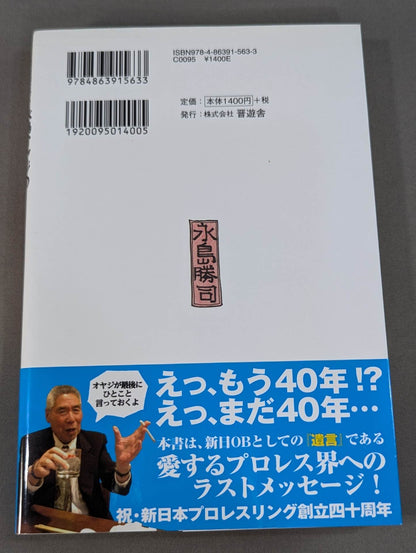 ISBN978-4-86391-563-3
C0095 ¥1400E
9784863915633
1920095014005
定価：本体1400円+税
発行：株式会社 晋遊舎
永島勝司
オヤジが最後に
ひとこと
言っておくよ
えっ、もう40年!?
えっ、まだ40年…
本書は、新日OBとしての『遺言』である
愛するプロレス界への
ラストメッセージ！
祝・新日本プロレスリング創立四十周年